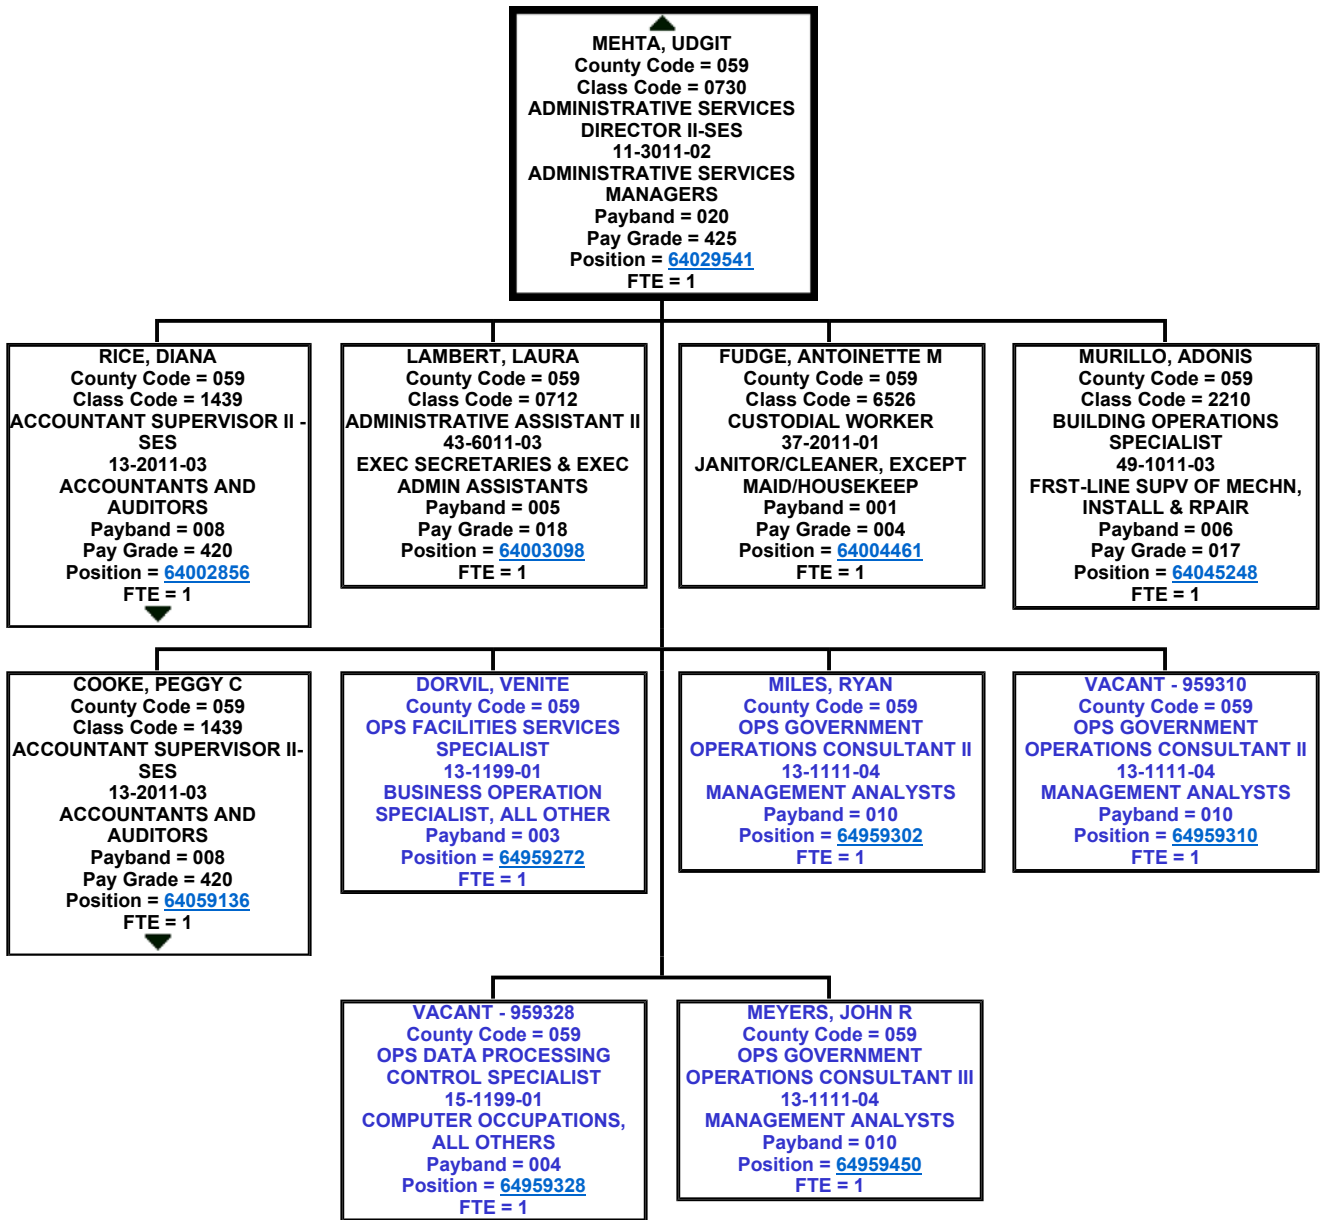 MEHTA, UDGIT
County Code = 059
Class Code = 0730
ADMINISTRATIVE SERVICES
DIRECTOR II-SES
11-3011-02
ADMINISTRATIVE SERVICES
MANAGERS
Payband = 020
Pay Grade = 425
Position = 64029541
FTE = 1
RICE, DIANA
County Code = 059
Class Code = 1439
ACCOUNTANT SUPERVISOR II -
SES
13-2011-03
ACCOUNTANTS AND
AUDITORS
Payband = 008
Pay Grade = 420
Position = 64002856
FTE = 1
LAMBERT, LAURA
County Code = 059
Class Code = 0712
ADMINISTRATIVE ASSISTANT II
43-6011-03
EXEC SECRETARIES & EXEC
ADMIN ASSISTANTS
Payband = 005
Pay Grade = 018
Position = 64003098
FTE = 1
FUDGE, ANTOINETTE M
County Code = 059
Class Code = 6526
CUSTODIAL WORKER
37-2011-01
JANITOR/CLEANER, EXCEPT
MAID/HOUSEKEEP
Payband = 001
Pay Grade = 004
Position = 64004461
FTE = 1
MURILLO, ADONIS
County Code = 059
Class Code = 2210
BUILDING OPERATIONS
SPECIALIST
49-1011-03
FRST-LINE SUPV OF MECHN,
INSTALL & RPAIR
Payband = 006
Pay Grade = 017
Position = 64045248
FTE = 1
COOKE, PEGGY C
County Code = 059
Class Code = 1439
ACCOUNTANT SUPERVISOR II-
SES
13-2011-03
ACCOUNTANTS AND
AUDITORS
Payband = 008
Pay Grade = 420
Position = 64059136
FTE = 1
DORVIL, VENITE
County Code = 059
OPS FACILITIES SERVICES
SPECIALIST
13-1199-01
BUSINESS OPERATION
SPECIALIST, ALL OTHER
Payband = 003
Position = 64959272
FTE = 1
MILES, RYAN
County Code = 059
OPS GOVERNMENT
OPERATIONS CONSULTANT II
13-1111-04
MANAGEMENT ANALYSTS
Payband = 010
Position = 64959302
FTE = 1
VACANT - 959310
County Code = 059
OPS GOVERNMENT
OPERATIONS CONSULTANT II
13-1111-04
MANAGEMENT ANALYSTS
Payband = 010
Position = 64959310
FTE = 1
VACANT - 959328
County Code = 059
OPS DATA PROCESSING
CONTROL SPECIALIST
15-1199-01
COMPUTER OCCUPATIONS,
ALL OTHERS
Payband = 004
Position = 64959328
FTE = 1
MEYERS, JOHN R
County Code = 059
OPS GOVERNMENT
OPERATIONS CONSULTANT III
13-1111-04
MANAGEMENT ANALYSTS
Payband = 010
Position = 64959450
FTE = 1